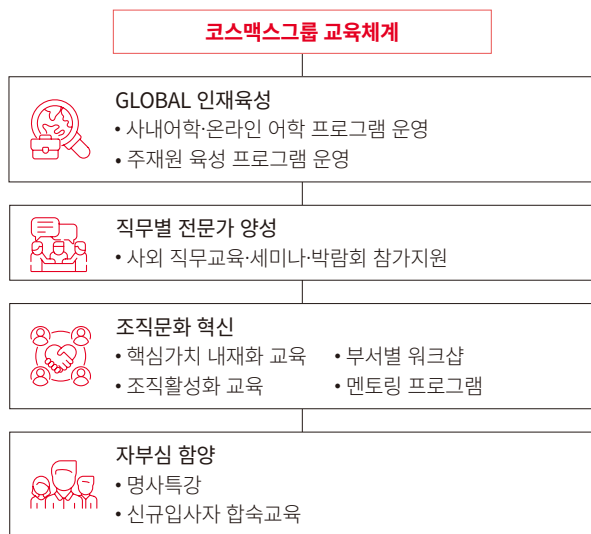 코스맥스그룹 교육체계
GLOBAL 인재육성
• 사내어학·온라인 어학 프로그램 운영
• 주재원 육성 프로그램 운영
직무별 전문가 양성
• 사외 직무교육·세미나·박람회 참가지원
조직문화 혁신
• 핵심가치 내재화 교육 • 부서별 워크샵
• 조직활성화 교육 • 멘토링 프로그램
자부심 함양
• 명사특강
• 신규입사자 합숙교육